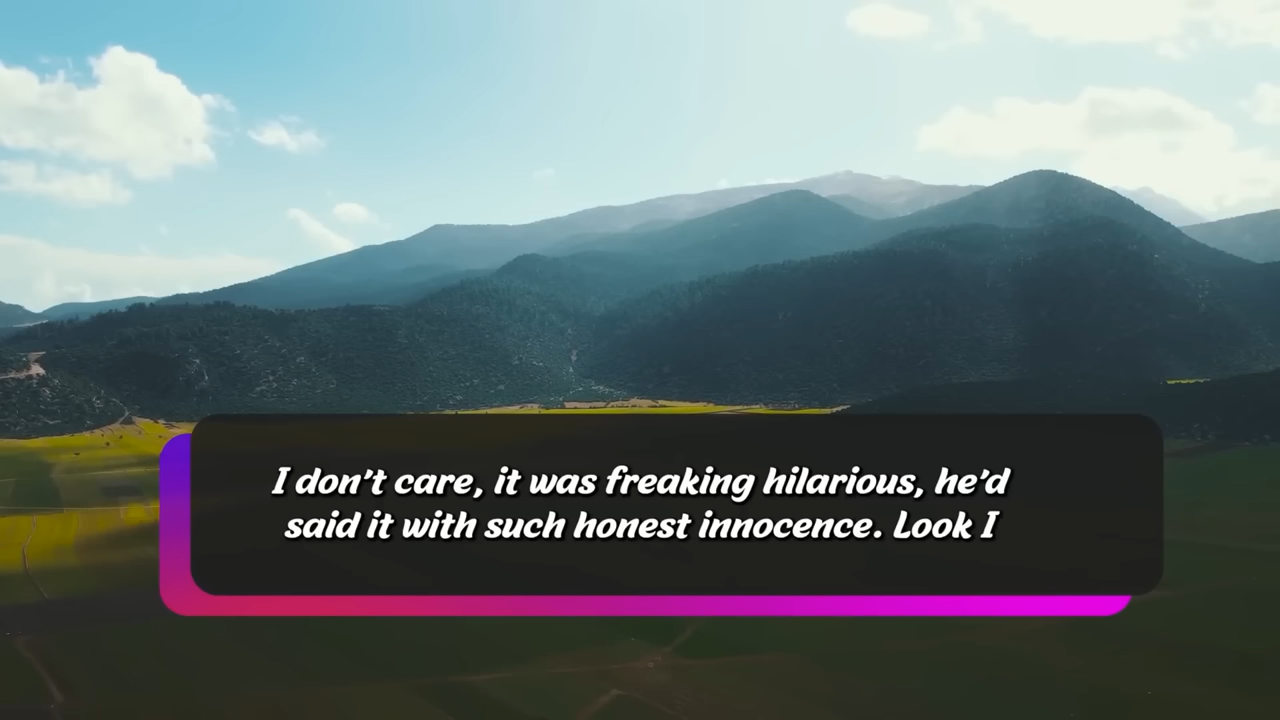 I don't care, it was freaking hilarious, he'd
said it with such honest innocence. Look I